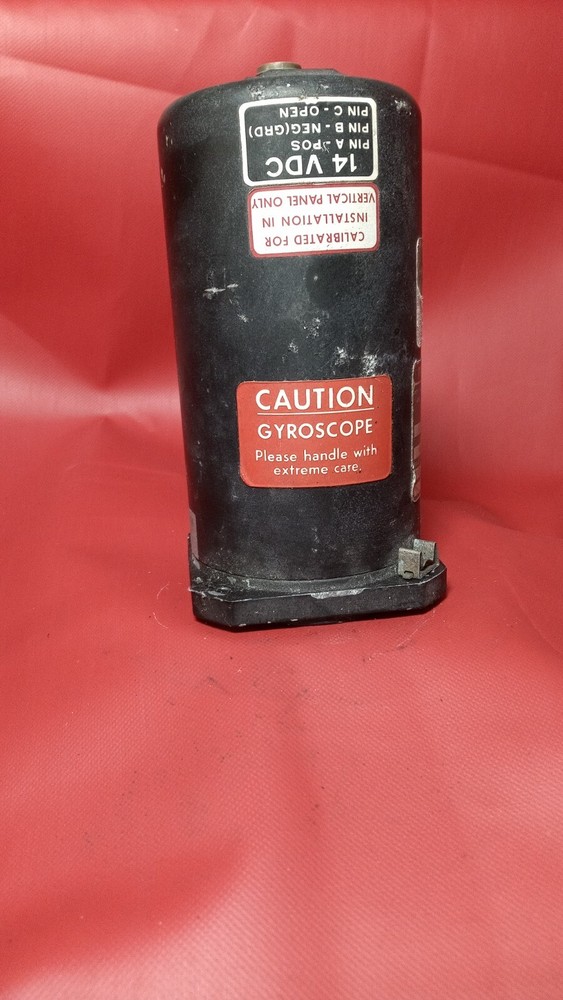 14 VDC
PIN A - POS
PIN B - NEG(GRD)
PIN C - OPEN
CALIBRATED FOR
INSTALLATION IN
VERTICAL PANEL ONLY
CAUTION
GYROSCOPE
Please handle with
extreme care.